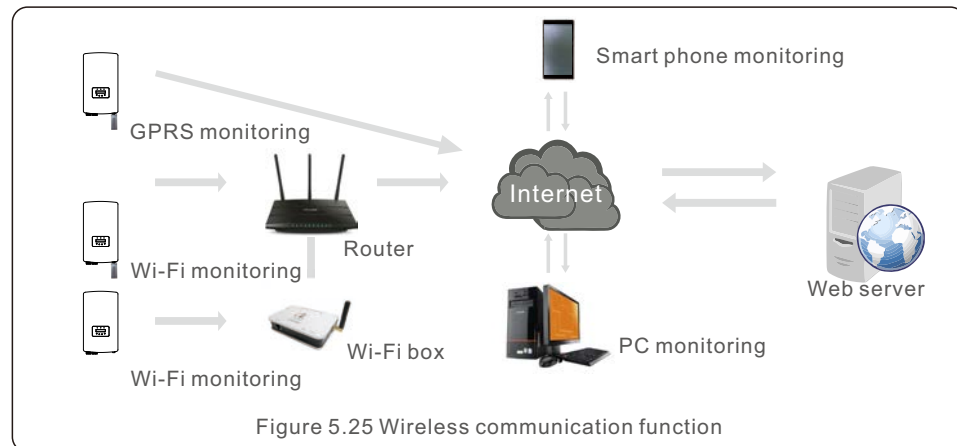 Smart phone monitoring
GPRS monitoring
Internet
Router
Wi-Fi monitoring
Web server
Wi-Fi box
PC monitoring
Wi-Fi monitoring
Figure 5.25 Wireless communication function